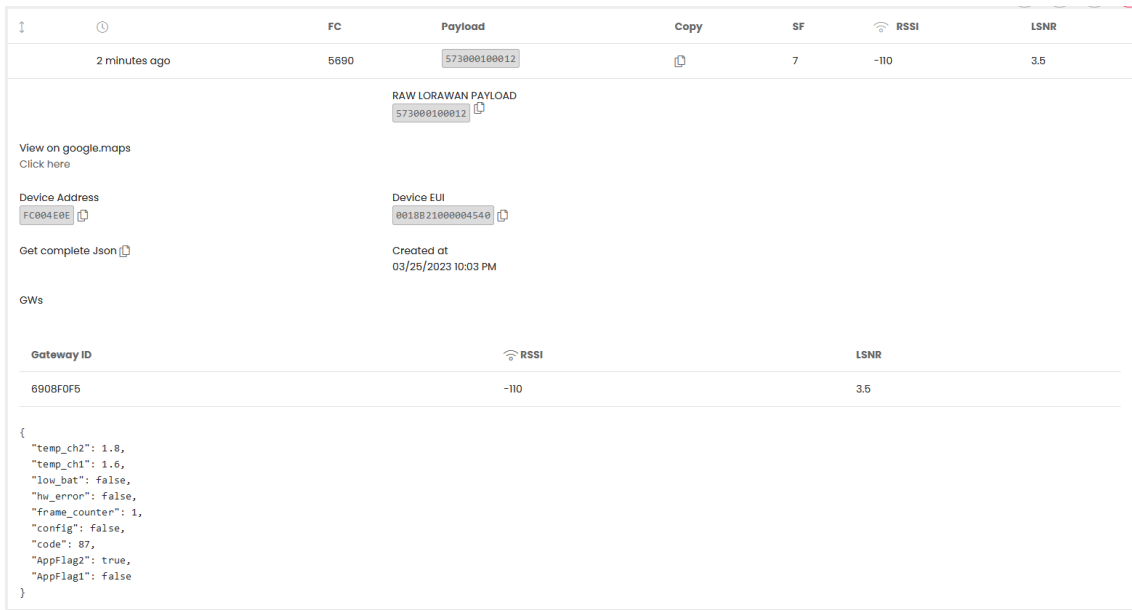 FC Payload Copy SF RSSI LSNR
2 minutes ago 5690 573000100012 7 -110 3.5
RAW LORAWAN PAYLOAD
573000100012
View on google.maps
Click here
Device Address Device EUI
FC004E0E 0018B21000004540
Get complete Json Created at
03/25/2023 10:03 PM
GWs
Gateway ID RSSI LSNR
6908F0F5 -110 3.5
{
"temp_ch2": 1.8,
"temp_ch1": 1.6,
"low_bat": false,
"hw_error": false,
"frame_counter": 1,
"config": false,
"code": 87,
"AppFlag2": true,
"AppFlag1": false
}